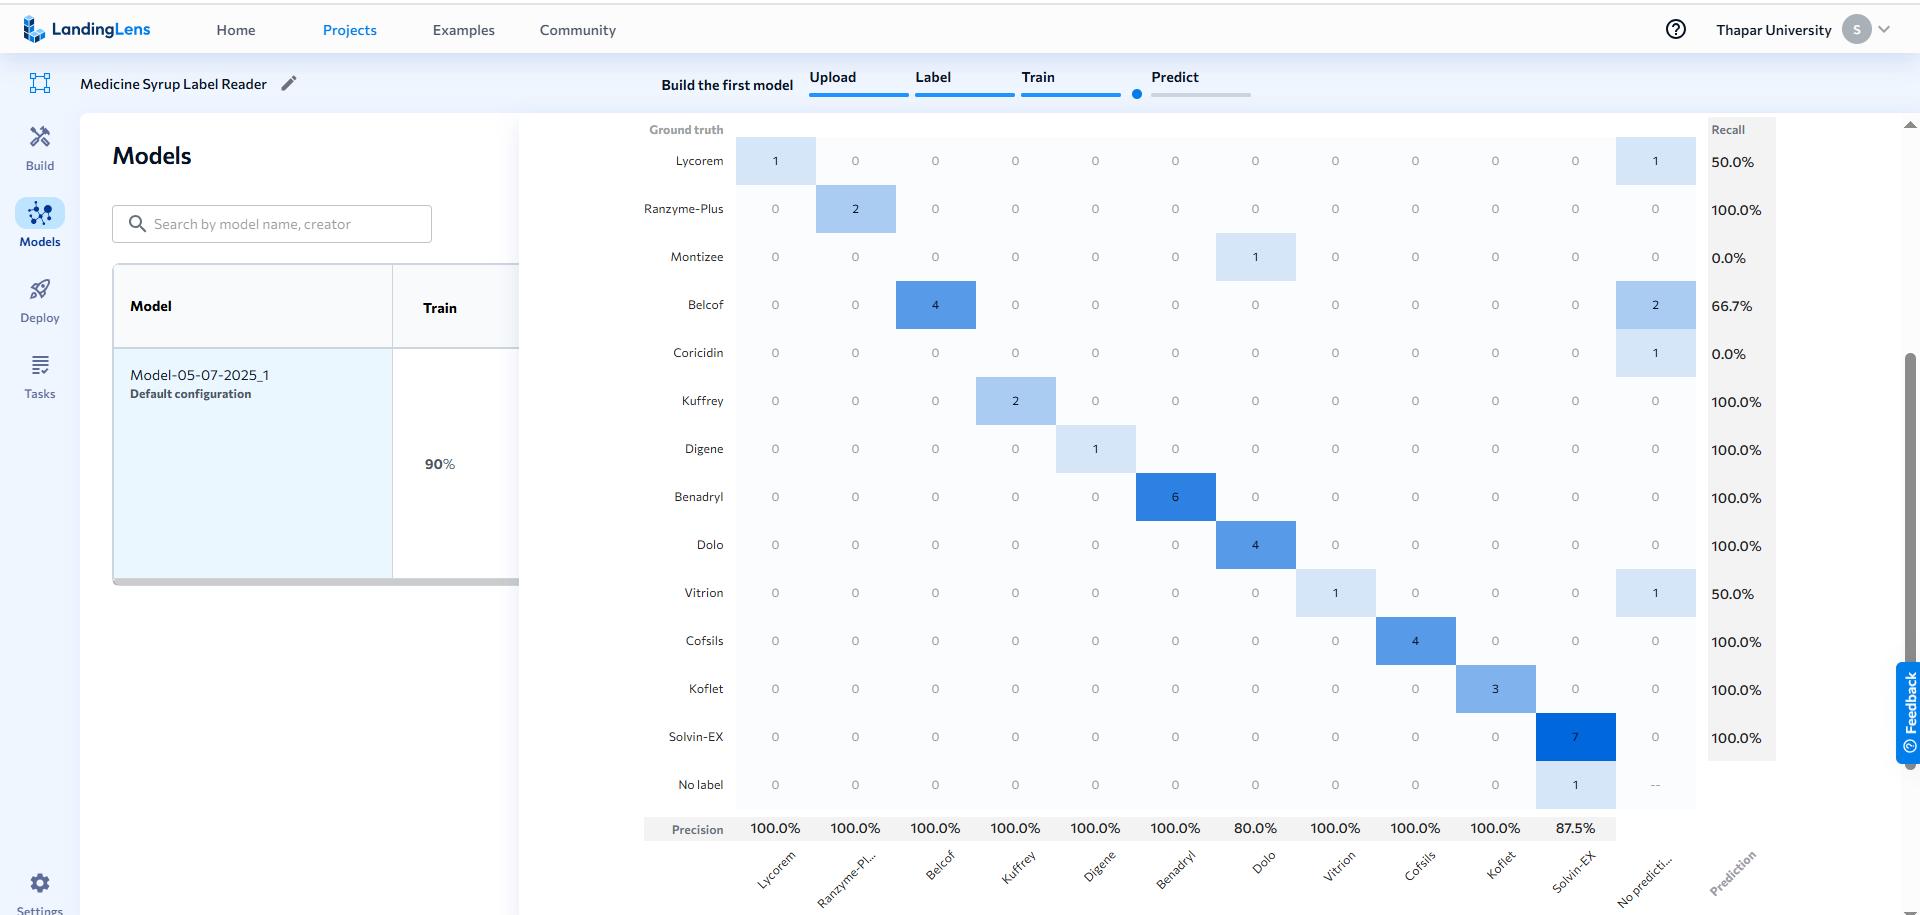 LandingLens Home Projects Examples Community Thapar University S
Medicine Syrup Label Reader Build the first model Upload Label Train Predict
Build
Models
Deploy
Tasks
Settings
Models
Search by model name, creator
Model Train
Model-05-07-2025_1
Default configuration
90%
Ground truth Recall
Lycorem 1 0 0 0 0 0 0 0 0 0 0 1 50.0%
Ranzyme-Plus 0 2 0 0 0 0 0 0 0 0 0 0 100.0%
Montizee 0 0 0 0 0 0 1 0 0 0 0 0 0.0%
Belcof 0 0 4 0 0 0 0 0 0 0 0 2 66.7%
Coricidin 0 0 0 0 0 0 0 0 0 0 0 1 0.0%
Kuffrey 0 0 0 2 0 0 0 0 0 0 0 0 100.0%
Digene 0 0 0 0 1 0 0 0 0 0 0 0 100.0%
Benadryl 0 0 0 0 0 6 0 0 0 0 0 0 100.0%
Dolo 0 0 0 0 0 0 4 0 0 0 0 0 100.0%
Vitrion 0 0 0 0 0 0 0 1 0 0 0 1 50.0%
Cofsils 0 0 0 0 0 0 0 0 4 0 0 0 100.0%
Koflet 0 0 0 0 0 0 0 0 0 3 0 0 100.0%
Solvin-EX 0 0 0 0 0 0 0 0 0 0 7 0 100.0%
No label 0 0 0 0 0 0 0 0 0 0 1 --
Precision 100.0% 100.0% 100.0% 100.0% 100.0% 100.0% 80.0% 100.0% 100.0% 100.0% 87.5%
Lycorem Ranzyme-Pl... Belcof Kuffrey Digene Benadryl Dolo Vitrion Cofsils Koflet Solvin-EX No predicti... Prediction
Feedback